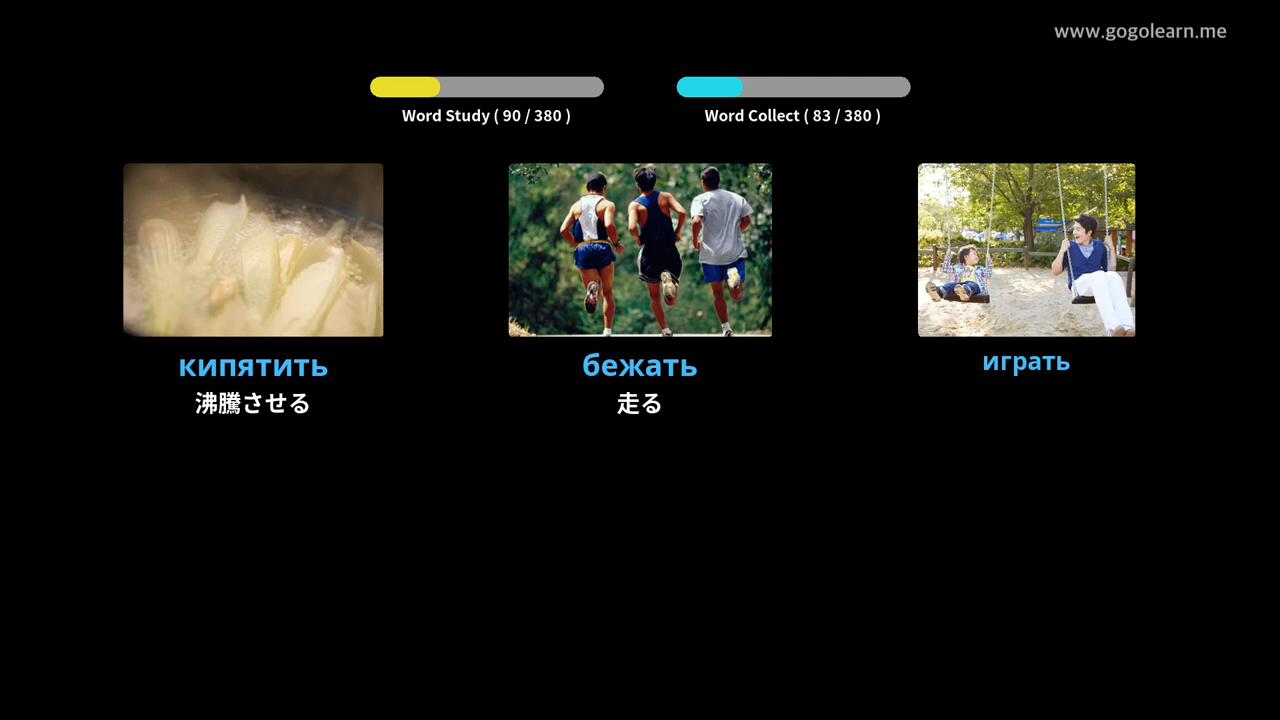 www.gogolearn.me
Word Study ( 90 / 380 )
Word Collect ( 83 / 380 )
кипятить
沸騰させる
бежать
走る
играть